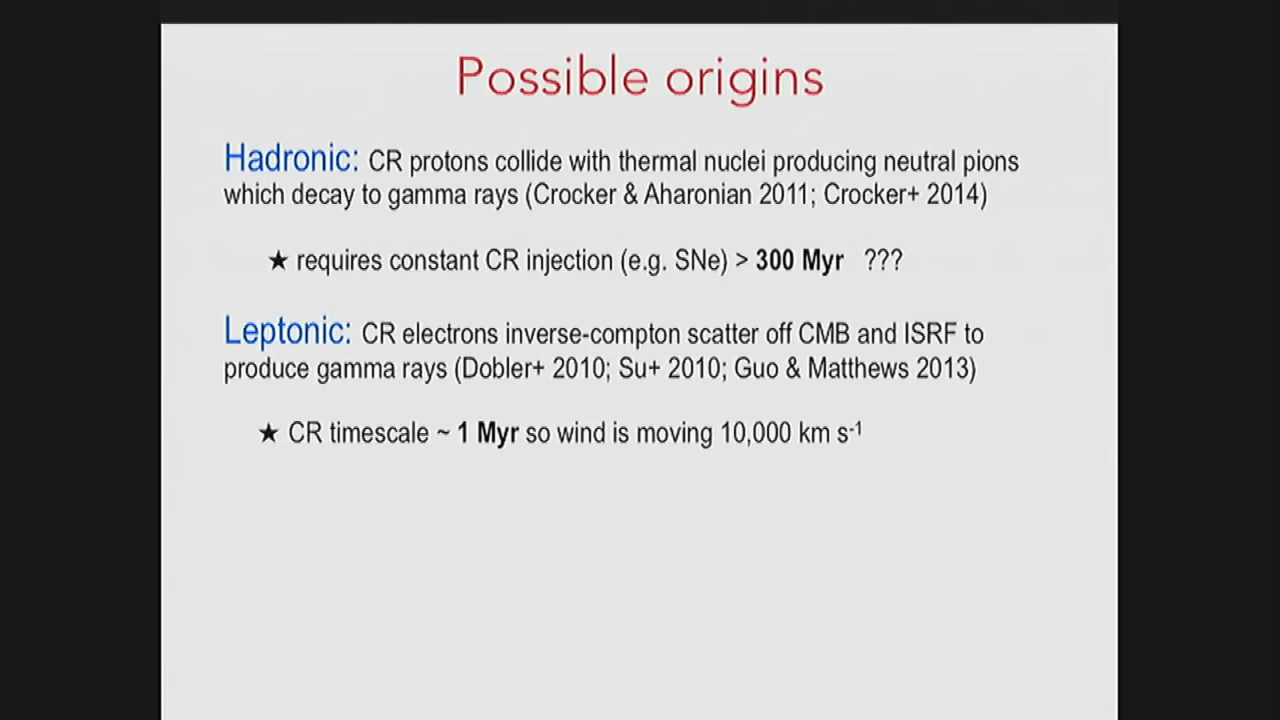 Possible origins
Hadronic: CR protons collide with thermal nuclei producing neutral pions
which decay to gamma rays (Crocker & Aharonian 2011; Crocker+ 2014)
★ requires constant CR injection (e.g. SNe) > 300 Myr ???
Leptonic: CR electrons inverse-compton scatter off CMB and ISRF to
produce gamma rays (Dobler+ 2010; Su+ 2010; Guo & Matthews 2013)
★ CR timescale ~ 1 Myr so wind is moving 10,000 km s⁻¹